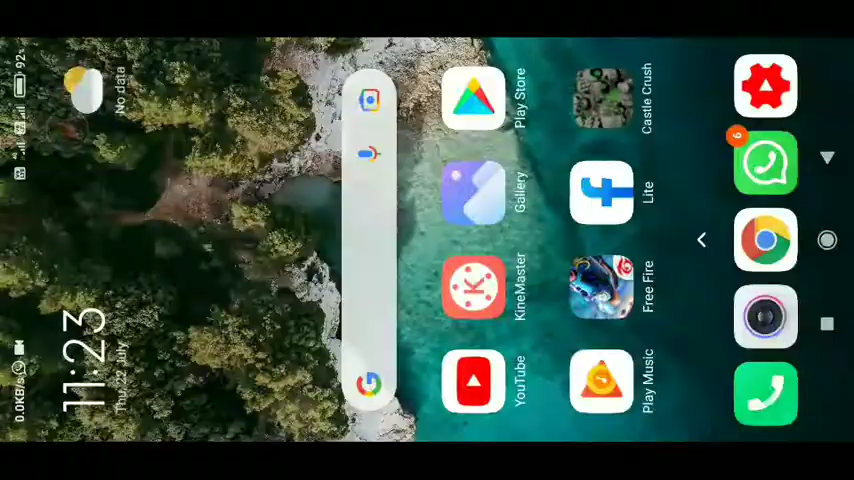 0.0KB/s
92%
11:23
Thu, 22 July
No data
YouTube
KineMaster
Gallery
Play Store
Play Music
Free Fire
Lite
Castle Crush
6